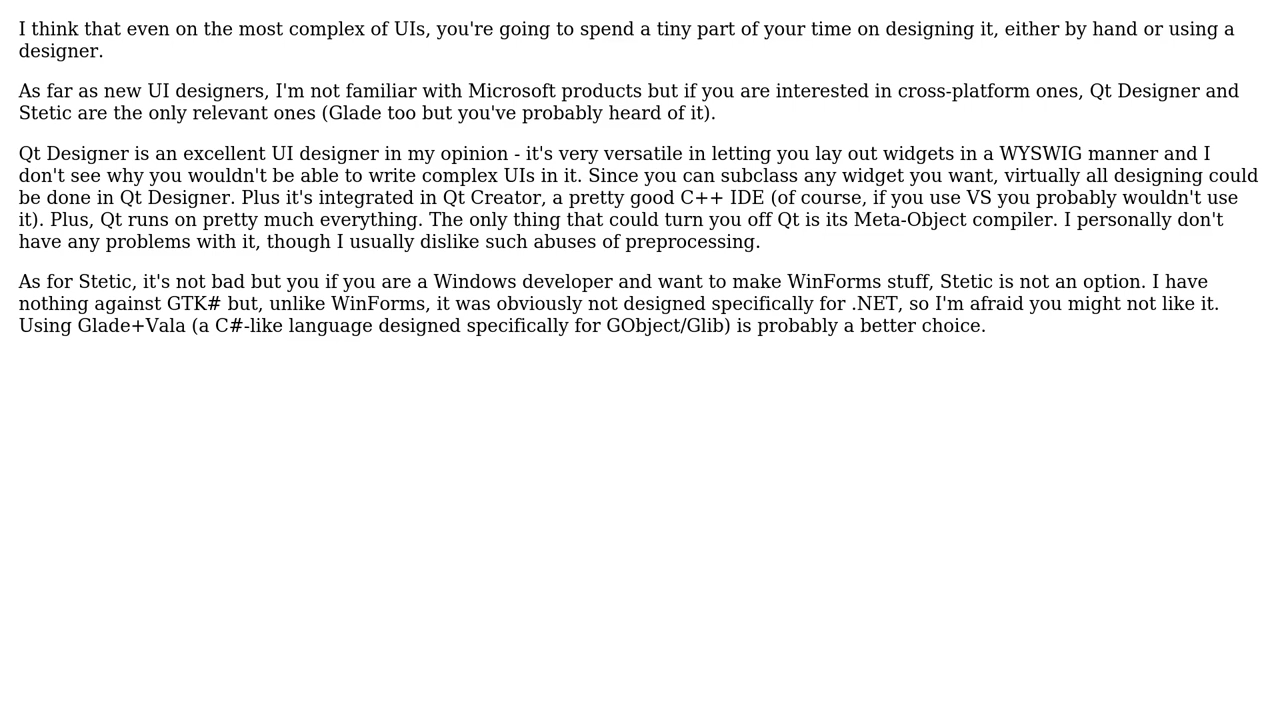 I think that even on the most complex of UIs, you're going to spend a tiny part of your time on designing it, either by hand or using a
designer.
As far as new UI designers, I'm not familiar with Microsoft products but if you are interested in cross-platform ones, Qt Designer and
Stetic are the only relevant ones (Glade too but you've probably heard of it).
Qt Designer is an excellent UI designer in my opinion - it's very versatile in letting you lay out widgets in a WYSWIG manner and I
don't see why you wouldn't be able to write complex UIs in it. Since you can subclass any widget you want, virtually all designing could
be done in Qt Designer. Plus it's integrated in Qt Creator, a pretty good C++ IDE (of course, if you use VS you probably wouldn't use
it). Plus, Qt runs on pretty much everything. The only thing that could turn you off Qt is its Meta-Object compiler. I personally don't
have any problems with it, though I usually dislike such abuses of preprocessing.
As for Stetic, it's not bad but you if you are a Windows developer and want to make WinForms stuff, Stetic is not an option. I have
nothing against GTK# but, unlike WinForms, it was obviously not designed specifically for .NET, so I'm afraid you might not like it.
Using Glade+Vala (a C#-like language designed specifically for GObject/Glib) is probably a better choice.